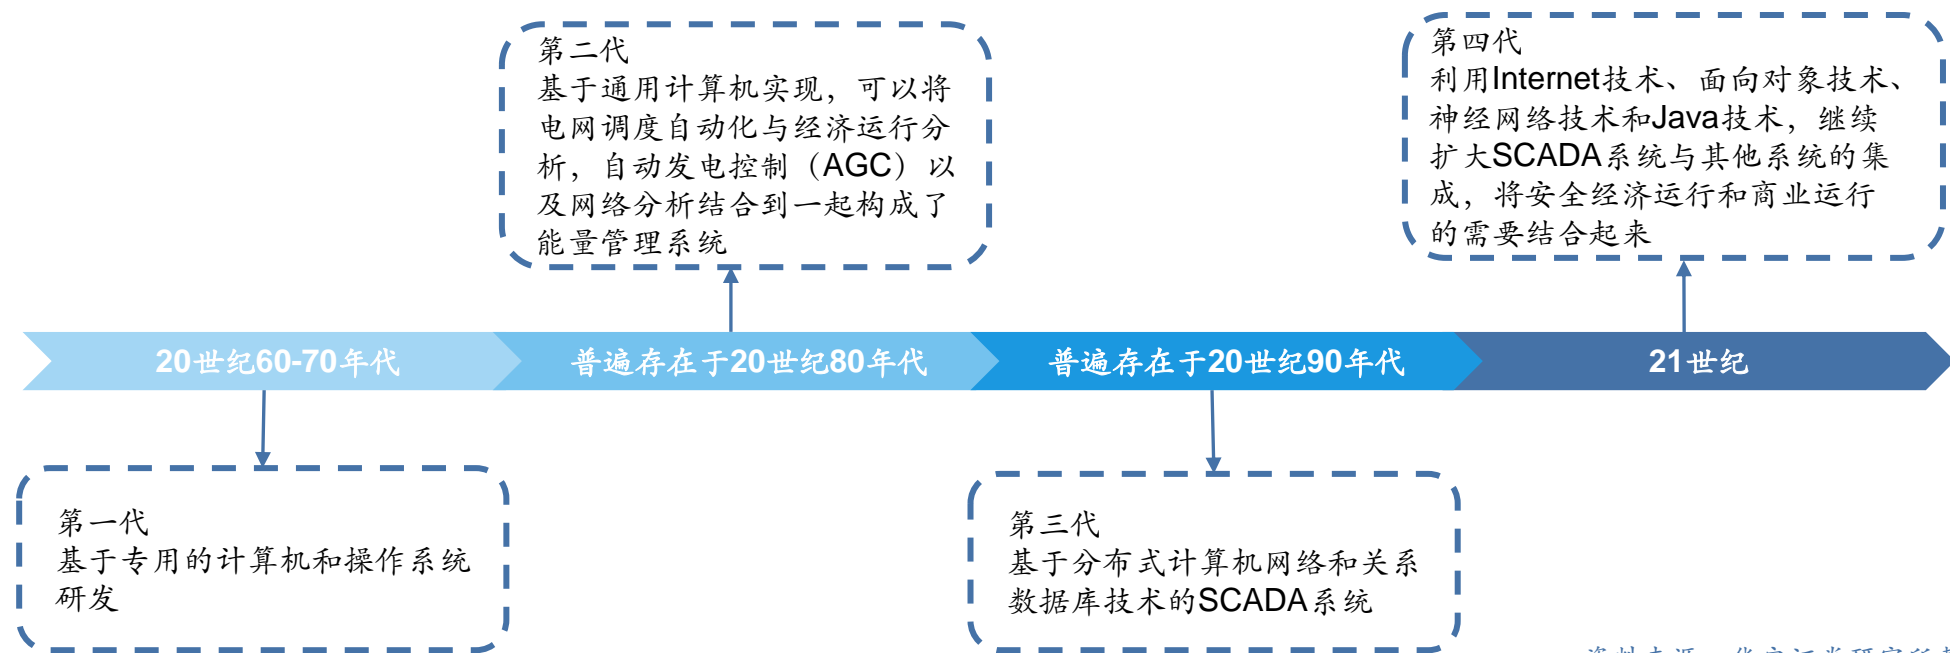 第二代
基于通用计算机实现，可以将
电网调度自动化与经济运行分
析，自动发电控制（AGC）以
及网络分析结合到一起构成了
能量管理系统
第四代
利用Internet技术、面向对象技术、
神经网络技术和Java技术，继续
扩大SCADA系统与其他系统的集
成，将安全经济运行和商业运行
的需要结合起来
20世纪60-70年代
普遍存在于20世纪80年代
普遍存在于20世纪90年代
21世纪
第一代
基于专用的计算机和操作系统
研发
第三代
基于分布式计算机网络和关系
数据库技术的SCADA系统